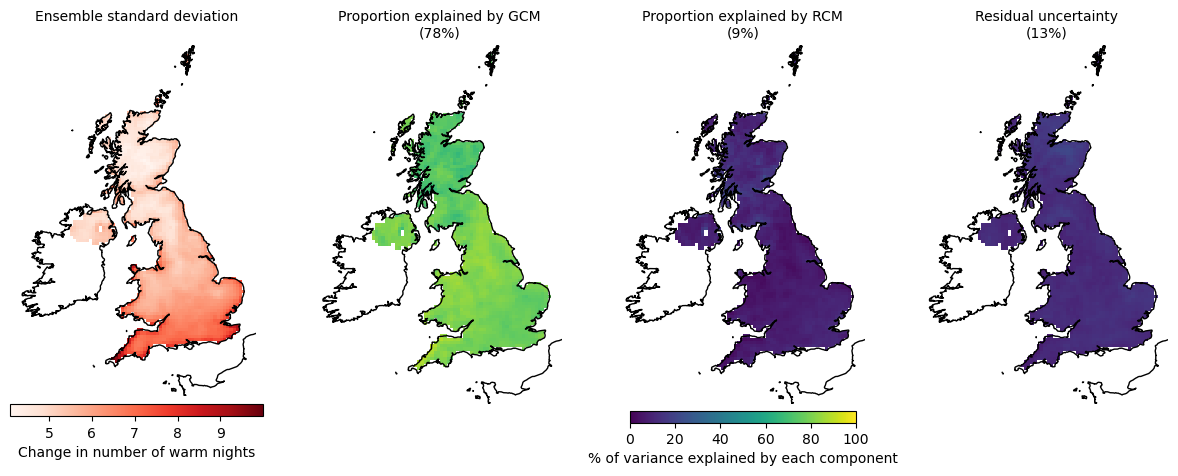 Ensemble standard deviation
Proportion explained by GCM
(78%)
Proportion explained by RCM
(9%)
Residual uncertainty
(13%)
5 6 7 8 9
Change in number of warm nights
0 20 40 60 80 100
% of variance explained by each component